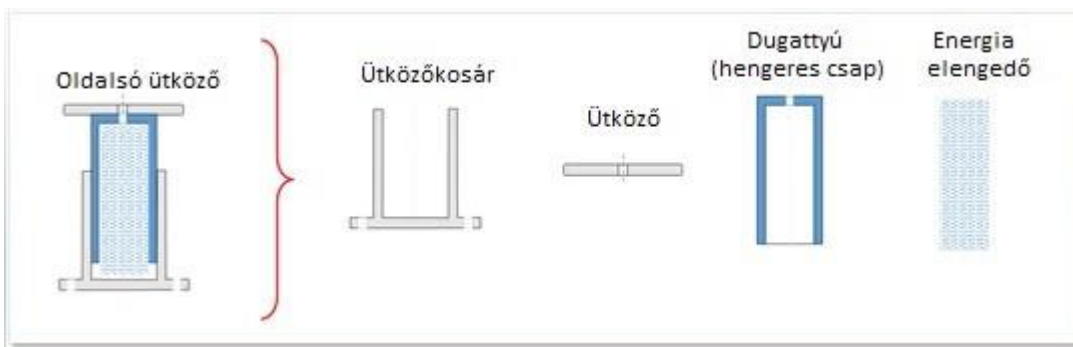 Oldalsó ütköző
Ütközőkosár
Ütköző
Dugattyú
(hengeres csap)
Energia
elengedő